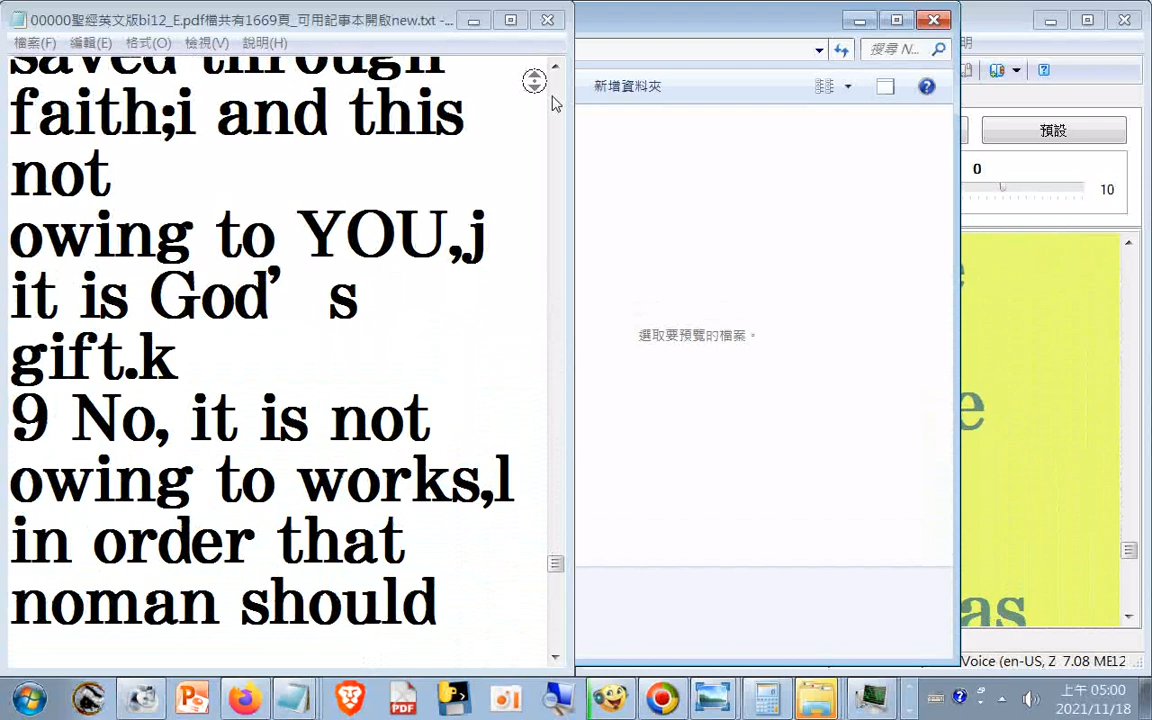 00000聖經英文版bi12_E.pdf檔共有1669頁_可用記事本開啟new.txt -...
檔案(F) 編輯(E) 格式(O) 檢視(V) 說明(H)
saved through
faith;i and this
not
owing to YOU,j
it is God’s
gift.k
9 No, it is not
owing to works,l
in order that
noman should
搜尋 N...
新增資料夾
選取要預覽的檔案。
明
預設
0
10
e
e
as
Voice (en-US, Z 7.08 ME12
上午 05:00
2021/11/18